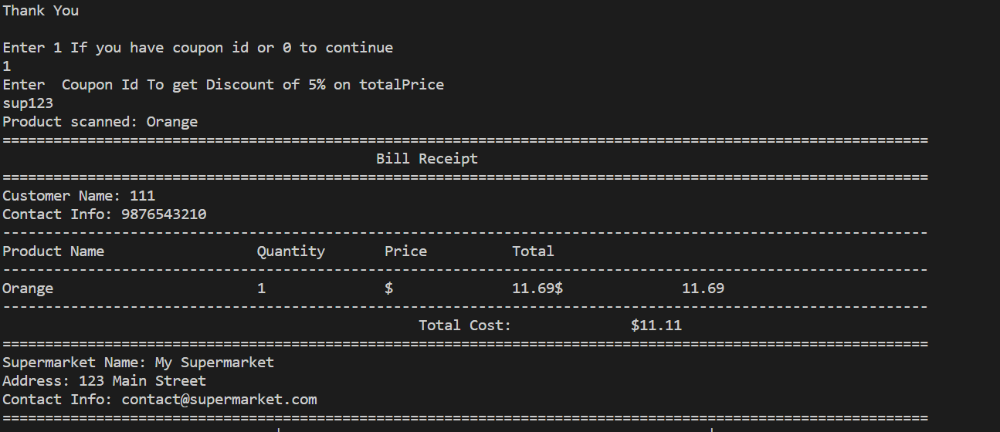 Thank You
Enter 1 If you have coupon id or 0 to continue
1
Enter  Coupon Id To get Discount of 5% on totalPrice
sup123
Product scanned: Orange
=============================================================================================================
Bill Receipt
=============================================================================================================
Customer Name: 111
Contact Info: 9876543210
-------------------------------------------------------------------------------------------------------------
Product Name                  Quantity       Price          Total
-------------------------------------------------------------------------------------------------------------
Orange                        1              $              11.69$              11.69
-------------------------------------------------------------------------------------------------------------
Total Cost:              $11.11
=============================================================================================================
Supermarket Name: My Supermarket
Address: 123 Main Street
Contact Info: contact@supermarket.com
=============================================================================================================